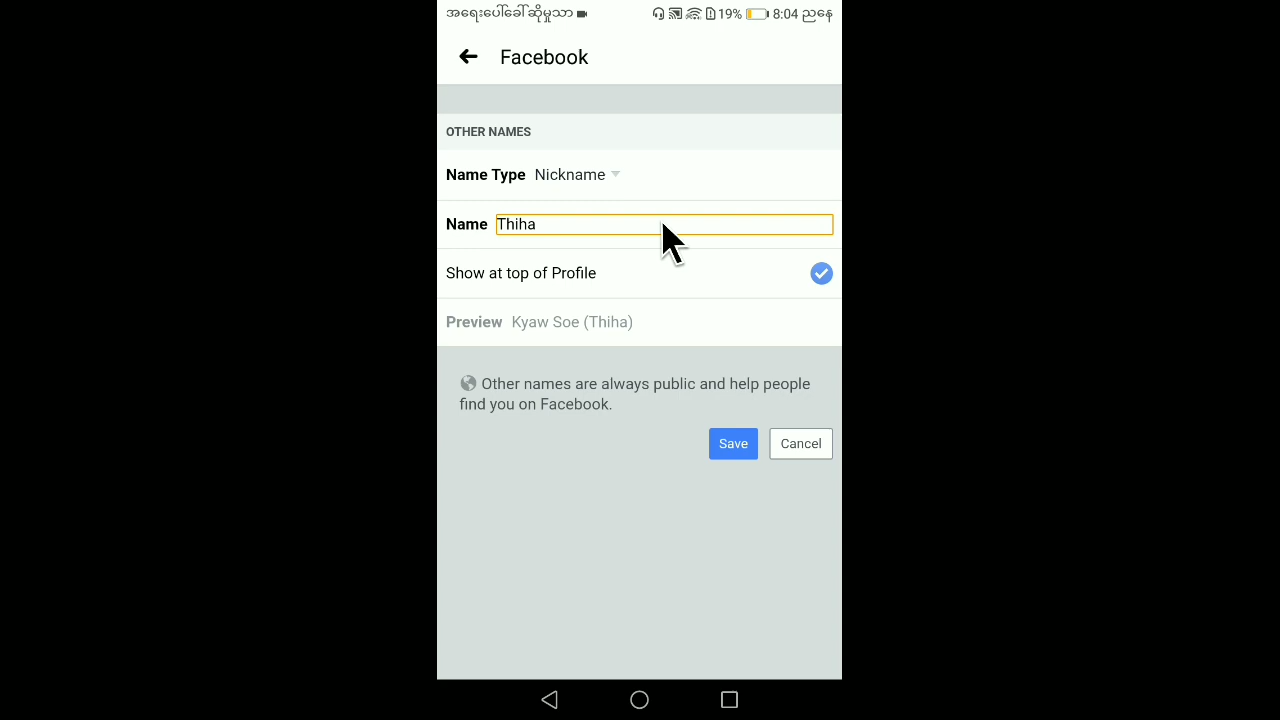 အရေးပေါ်ခေါ်ဆိုမှုသာ 19% 8:04 ညနေ
Facebook
OTHER NAMES
Name Type Nickname
Name Thiha
Show at top of Profile
Preview Kyaw Soe (Thiha)
Other names are always public and help people
find you on Facebook.
Save Cancel